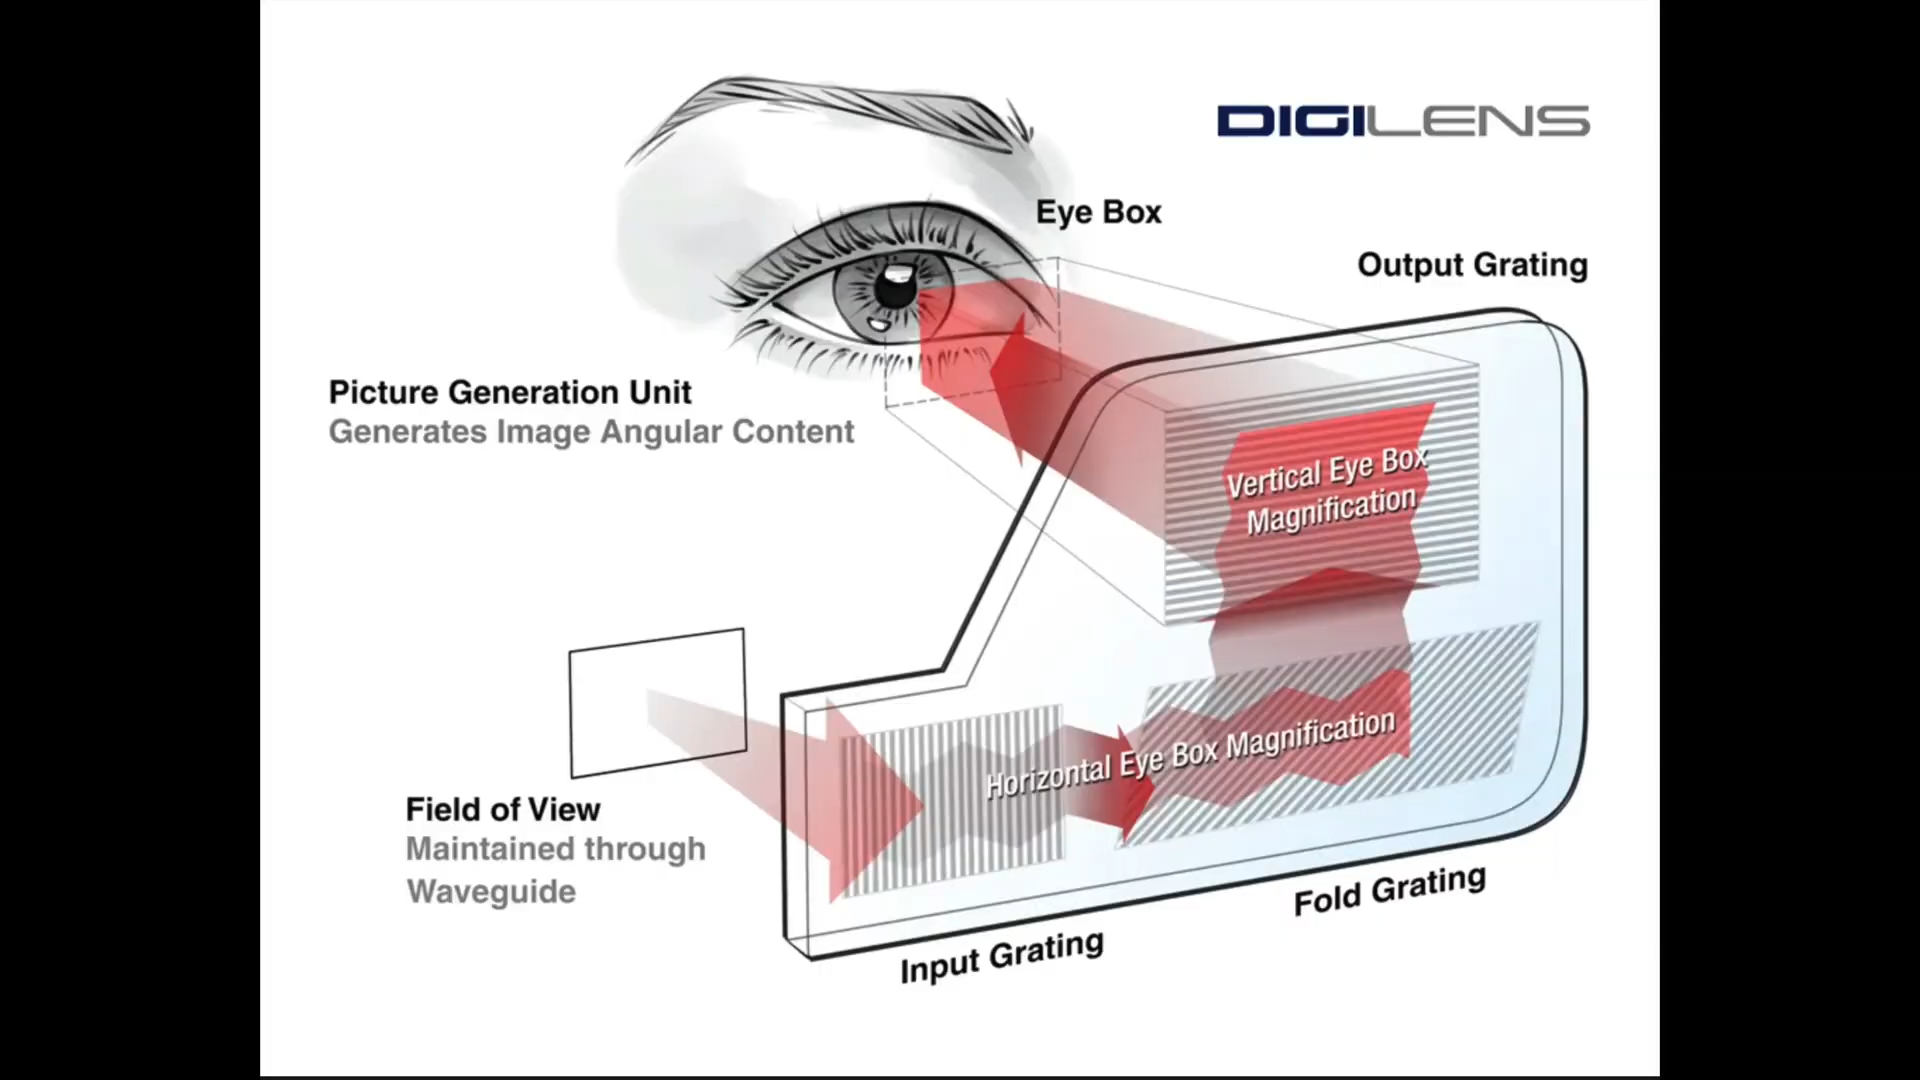 DIGILENS
Eye Box
Output Grating
Picture Generation Unit
Generates Image Angular Content
Vertical Eye Box
Magnification
Horizontal Eye Box Magnification
Field of View
Maintained through
Waveguide
Fold Grating
Input Grating